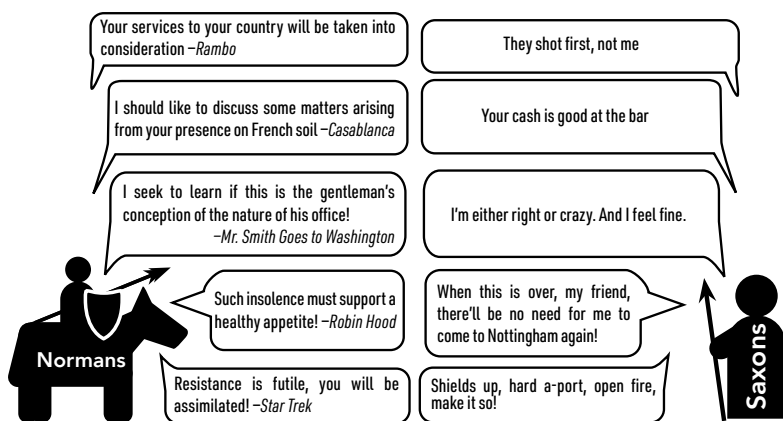 Your services to your country will be taken into
consideration –Rambo
They shot first, not me
I should like to discuss some matters arising
from your presence on French soil –Casablanca
Your cash is good at the bar
I seek to learn if this is the gentleman's
conception of the nature of his office!
–Mr. Smith Goes to Washington
I'm either right or crazy. And I feel fine.
Such insolence must support a
healthy appetite! –Robin Hood
When this is over, my friend,
there'll be no need for me to
come to Nottingham again!
Normans
Saxons
Resistance is futile, you will be
assimilated! –Star Trek
Shields up, hard a-port, open fire,
make it so!